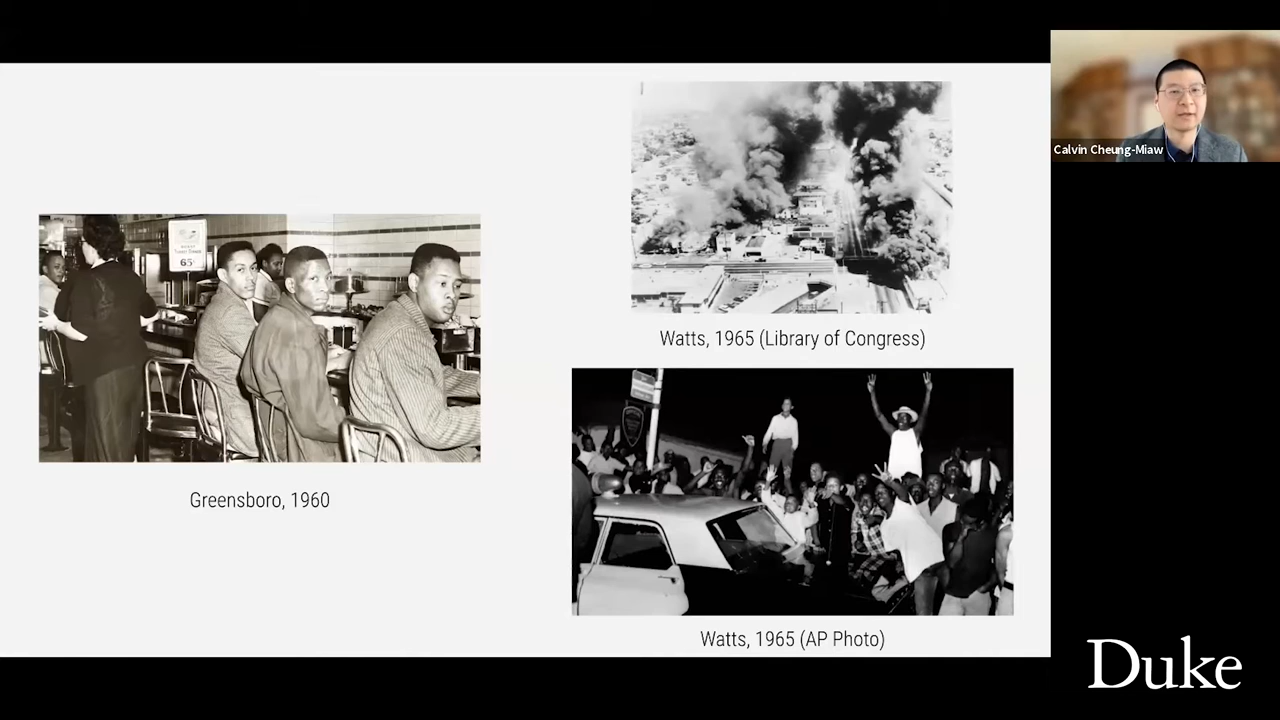 65¢
Greensboro, 1960
Watts, 1965 (Library of Congress)
Watts, 1965 (AP Photo)
Calvin Cheung-Miaw
Duke